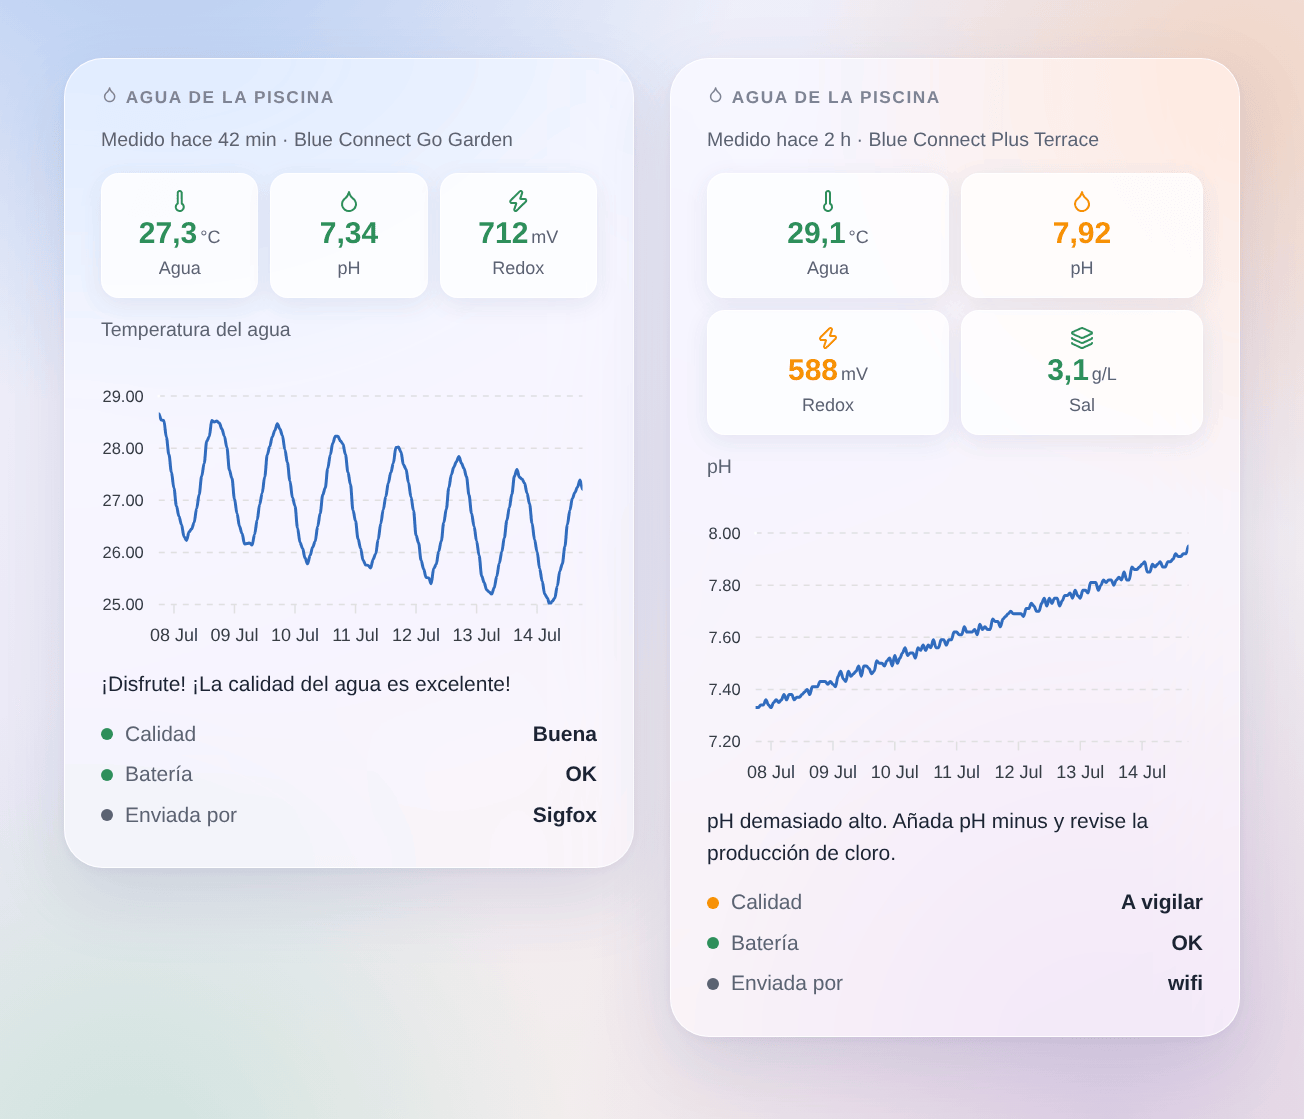 AGUA DE LA PISCINA
Medido hace 42 min · Blue Connect Go Garden
27,3 °C
Agua
7,34
pH
712 mV
Redox
Temperatura del agua
29.00
28.00
27.00
26.00
25.00
08 Jul 09 Jul 10 Jul 11 Jul 12 Jul 13 Jul 14 Jul
¡Disfrute! ¡La calidad del agua es excelente!
Calidad Buena
Batería OK
Enviada por Sigfox
AGUA DE LA PISCINA
Medido hace 2 h · Blue Connect Plus Terrace
29,1 °C
Agua
7,92
pH
588 mV
Redox
3,1 g/L
Sal
pH
8.00
7.80
7.60
7.40
7.20
08 Jul 09 Jul 10 Jul 11 Jul 12 Jul 13 Jul 14 Jul
pH demasiado alto. Añada pH minus y revise la
producción de cloro.
Calidad A vigilar
Batería OK
Enviada por wifi